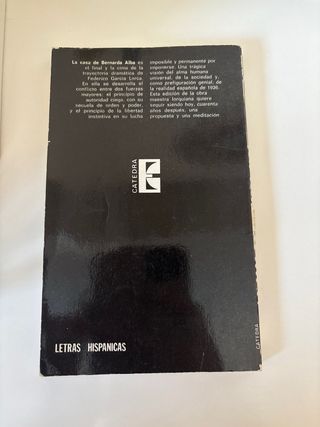 La casa de Bernarda Alba es
el final y la cima de la
trayectoria dramática de
Federico García Lorca.
En ella se desarrolla el
conflicto entre dos fuerzas
mayores: el principio de
autoridad ciego, con su
secuela de orden y poder,
y el principio de la libertad
instintiva en su lucha
imposible y permanente por
imponerse. Una trágica
visión del alma humana
universal, de la sociedad y,
como prefiguración genial, de
la realidad española de 1936.
Esta edición de la obra
maestra lorquiana quiere
seguir siendo hoy, cuarenta
años después, una
propuesta y una meditación
CATEDRA
LETRAS HISPANICAS
CATEDRA